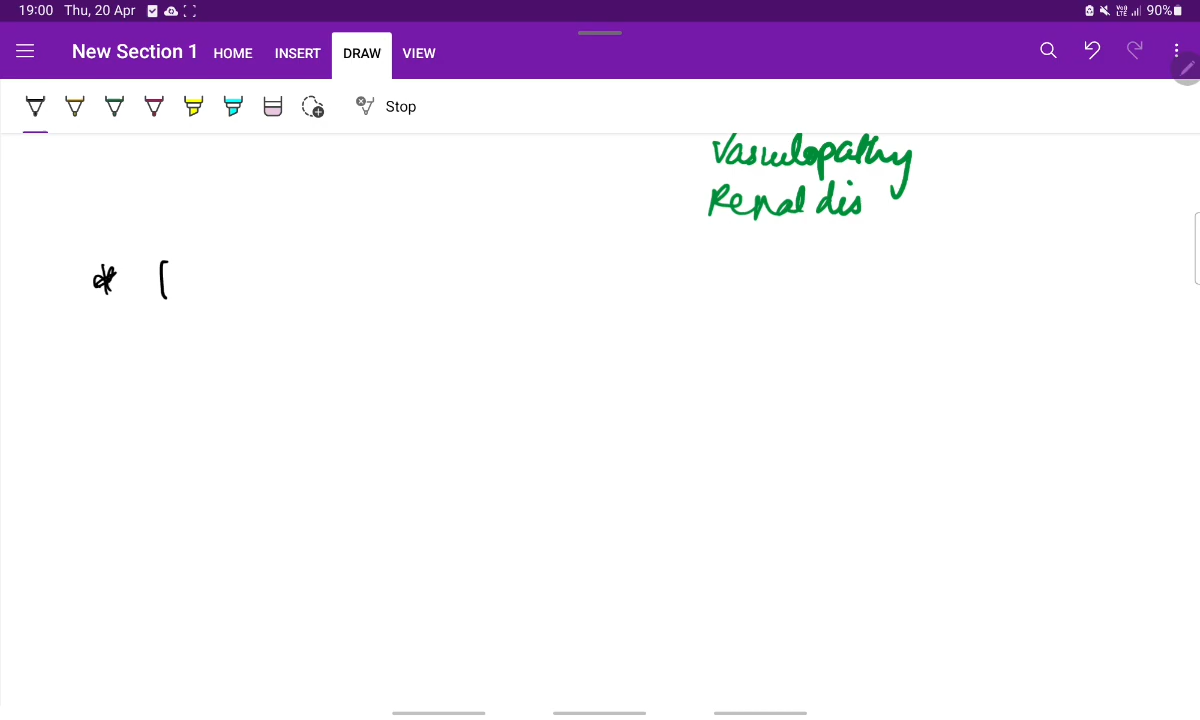 19:00 Thu, 20 Apr 90%
New Section 1 HOME INSERT DRAW VIEW
Stop
Vasculopathy
Renal dis
* [